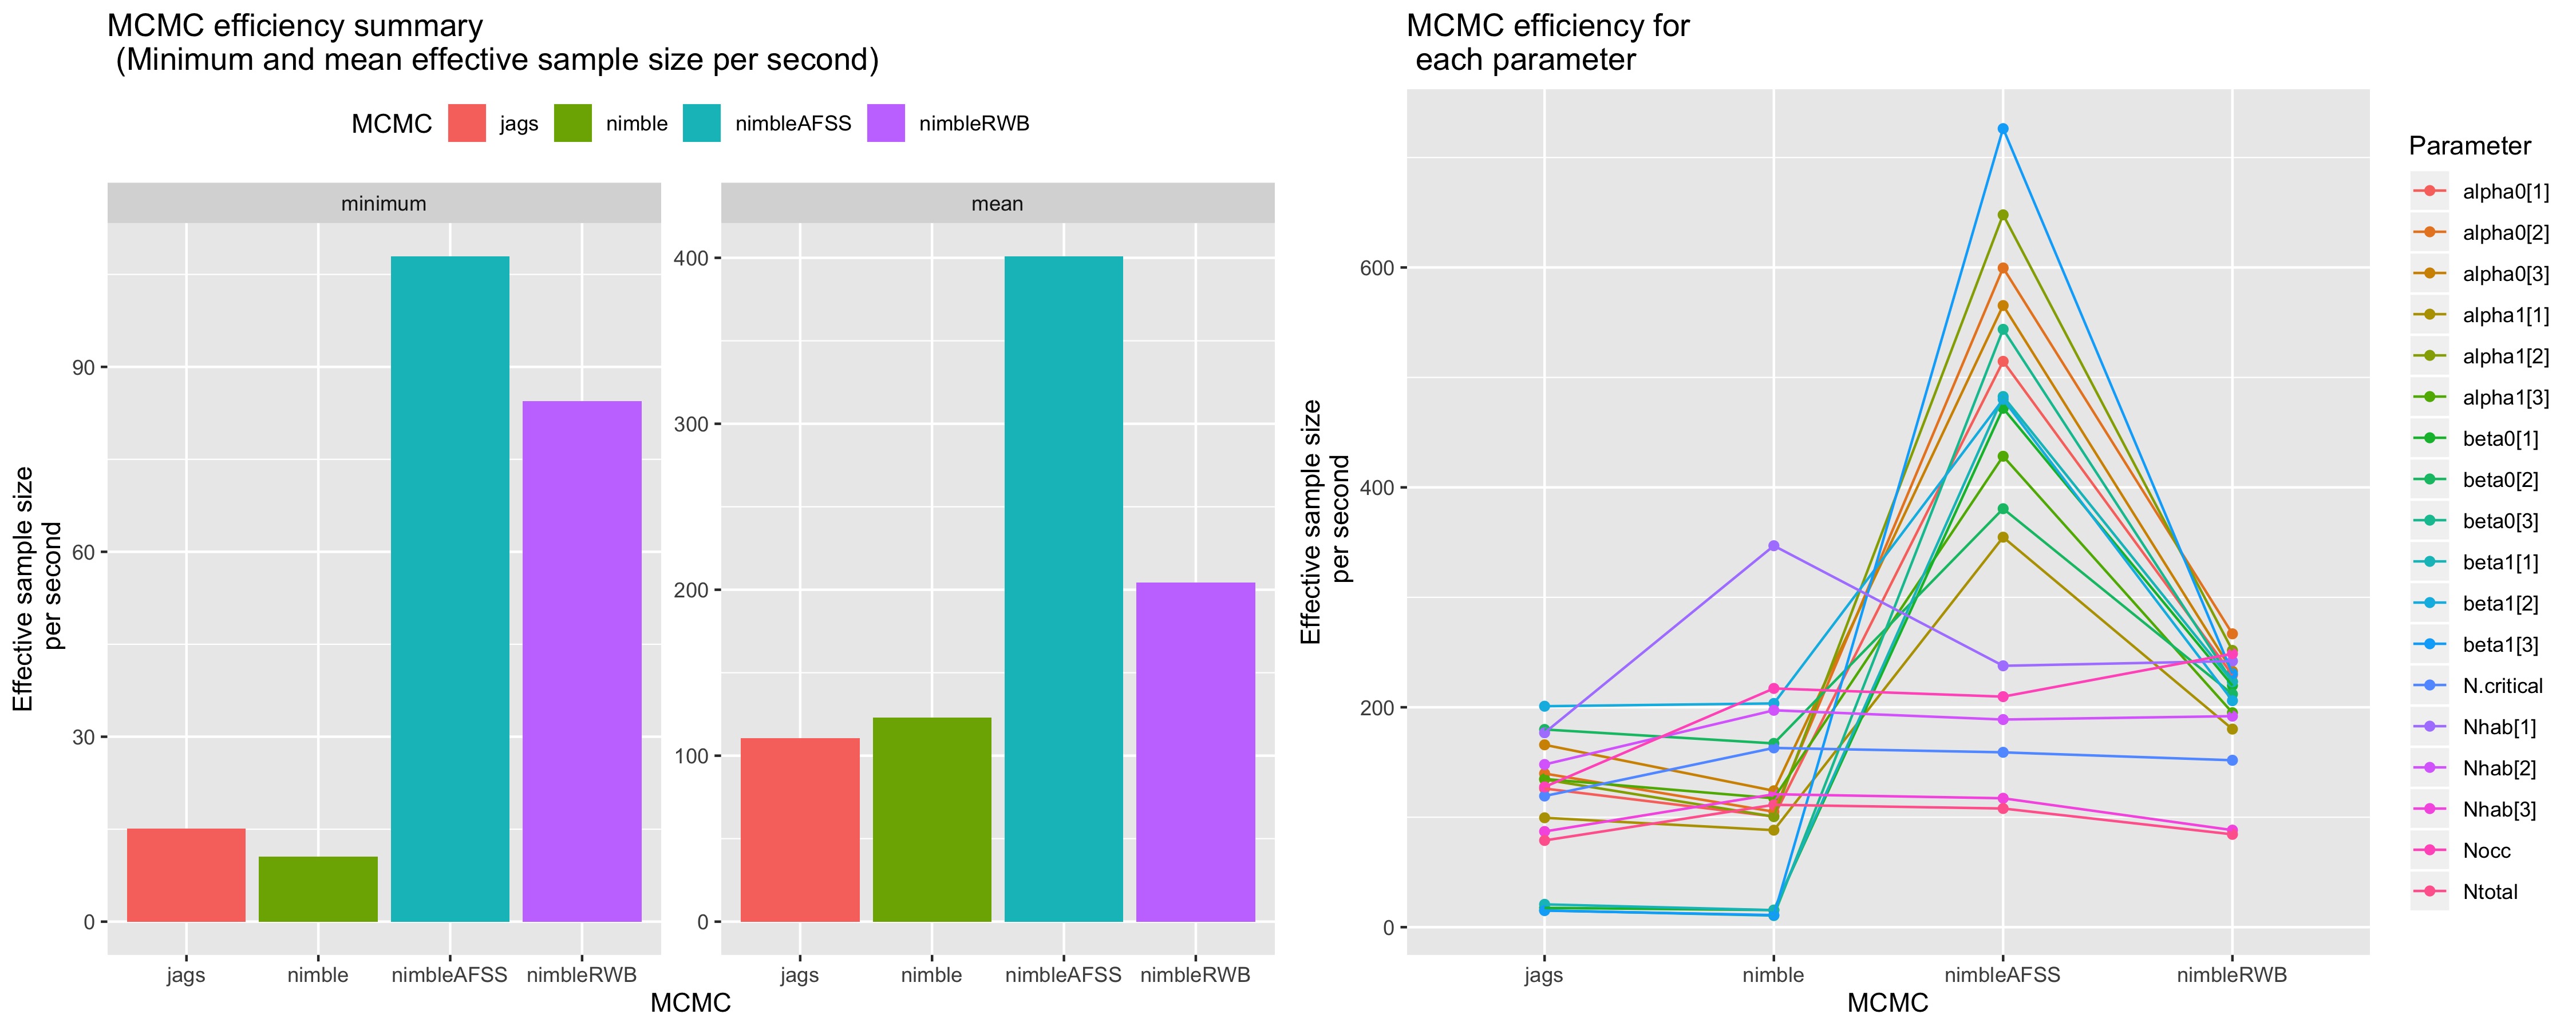 MCMC efficiency summary
(Minimum and mean effective sample size per second)
MCMC jags nimble nimbleAFSS nimbleRWB
minimum
mean
Effective sample size
per second
90
60
30
0
400
300
200
100
0
jags nimble nimbleAFSS nimbleRWB
jags nimble nimbleAFSS nimbleRWB
MCMC
MCMC efficiency for
each parameter
Effective sample size
per second
600
400
200
0
jags nimble nimbleAFSS nimbleRWB
MCMC
Parameter
alpha0[1]
alpha0[2]
alpha0[3]
alpha1[1]
alpha1[2]
alpha1[3]
beta0[1]
beta0[2]
beta0[3]
beta1[1]
beta1[2]
beta1[3]
N.critical
Nhab[1]
Nhab[2]
Nhab[3]
Nocc
Ntotal